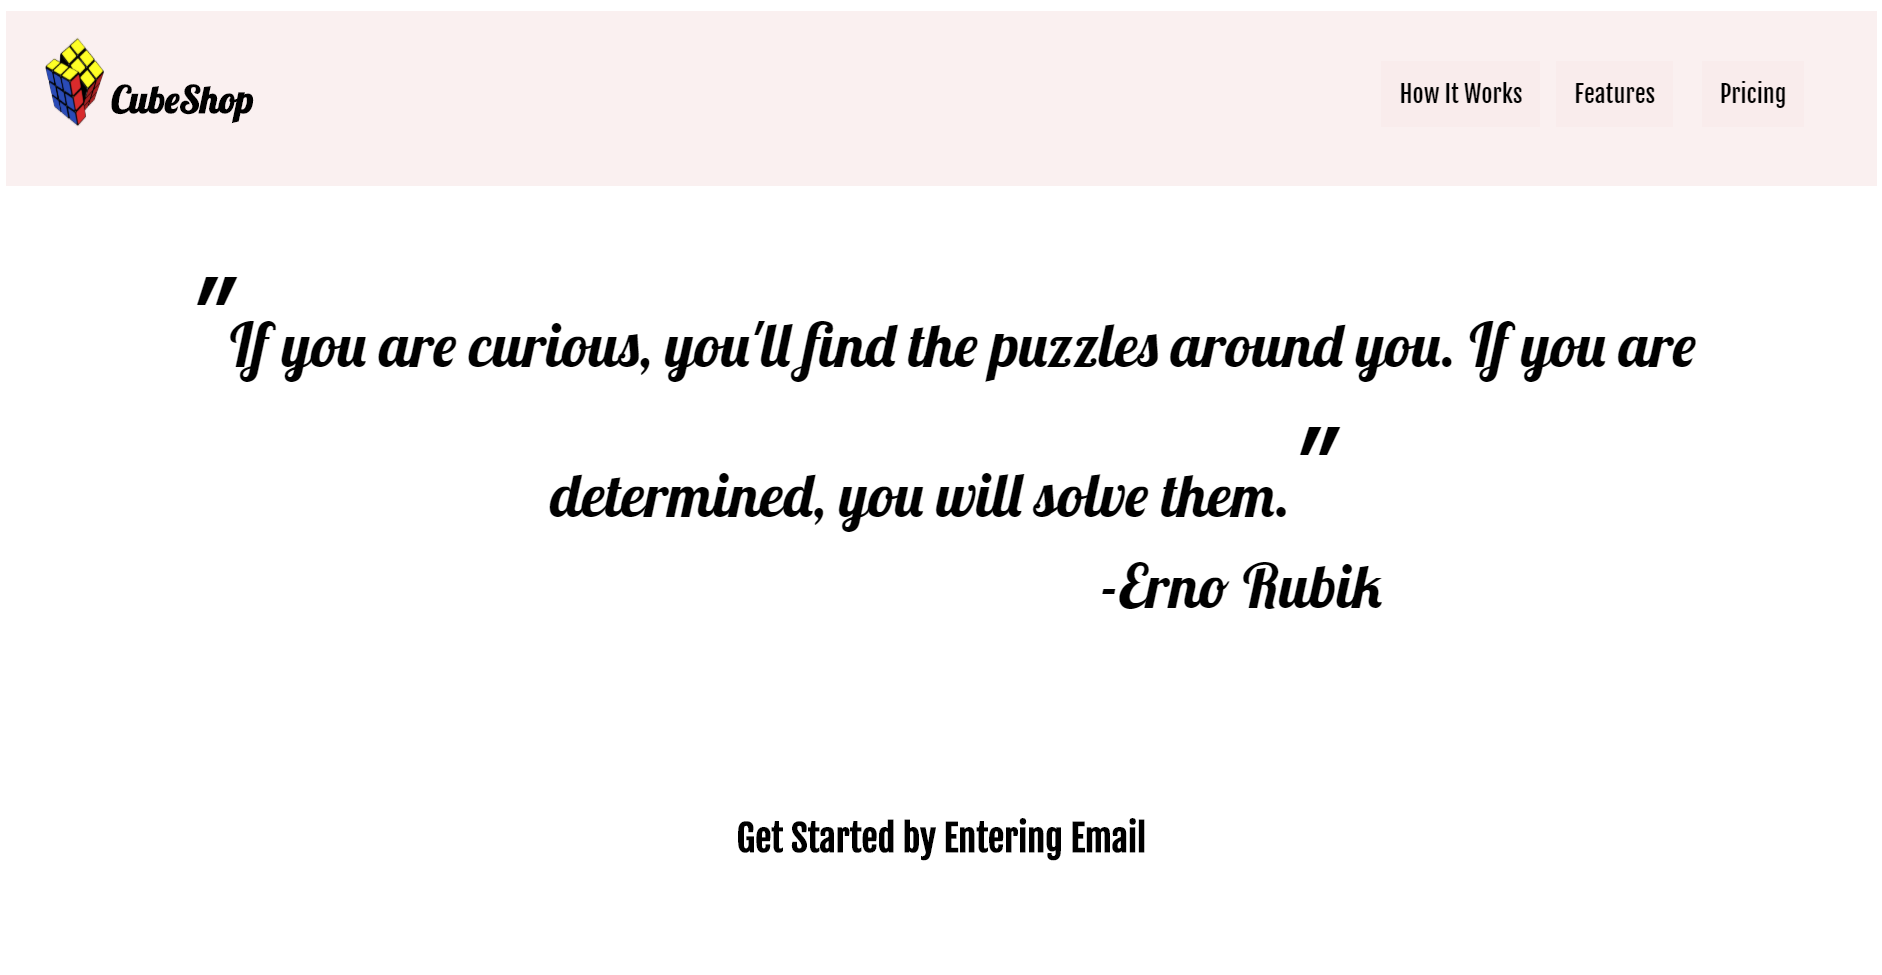 CubeShop
How It Works
Features
Pricing
"If you are curious, you'll find the puzzles around you. If you are
determined, you will solve them."
-Erno Rubik
Get Started by Entering Email